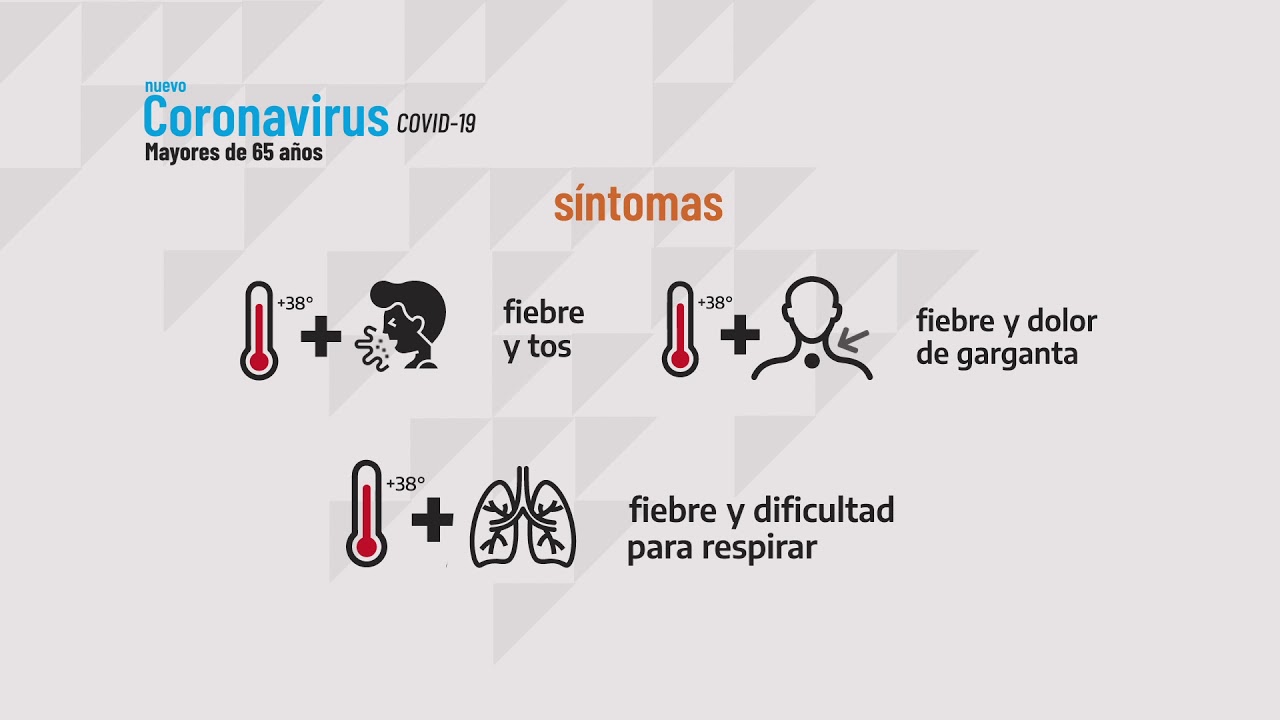 nuevo
Coronavirus COVID-19
Mayores de 65 años
síntomas
+38°
fiebre
y tos
+38°
fiebre y dolor
de garganta
+38°
fiebre y dificultad
para respirar